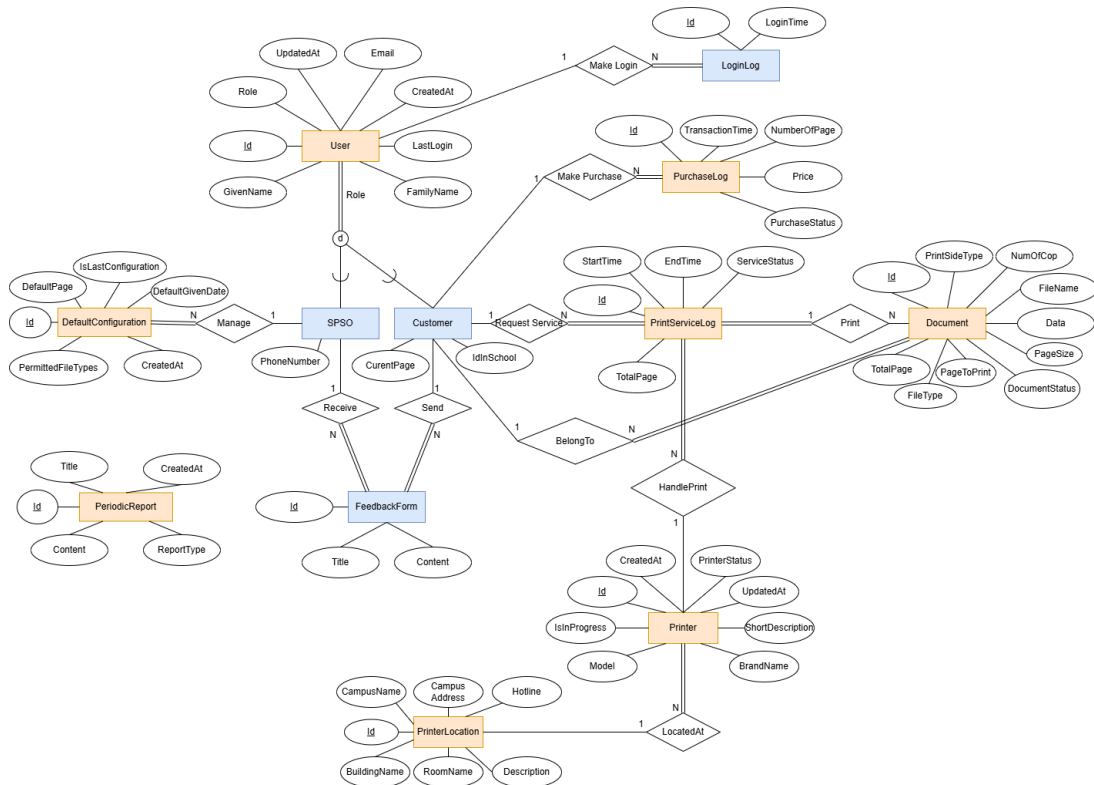 Id
LoginTime
UpdatedAt
Email
1
Make Login
N
LoginLog
Role
CreatedAt
Id
TransactionTime
NumberOfPage
User
Id
LastLogin
1
Make Purchase
N
PurchaseLog
Price
GivenName
Role
FamilyName
PurchaseStatus
d
IsLastConfiguration
StartTime
EndTime
ServiceStatus
PrintSideType
NumOfCop
DefaultPage
DefaultGivenDate
Id
FileName
Id
Id
DefaultConfiguration
N
Manage
1
SPSO
Customer
1
Request Service
N
PrintServiceLog
1
Print
N
Document
Data
PermittedFileTypes
CreatedAt
PhoneNumber
CurentPage
IdInSchool
TotalPage
TotalPage
PageToPrint
PageSize
FileType
DocumentStatus
1
Receive
N
1
Send
N
1
BelongTo
N
Title
CreatedAt
N
HandlePrint
1
Id
PeriodicReport
Id
FeedbackForm
Content
ReportType
Title
Content
CreatedAt
PrinterStatus
Id
UpdatedAt
IsInProgress
Printer
ShortDescription
Model
BrandName
CampusName
Campus
Address
Hotline
N
Id
PrinterLocation
1
LocatedAt
BuildingName
RoomName
Description